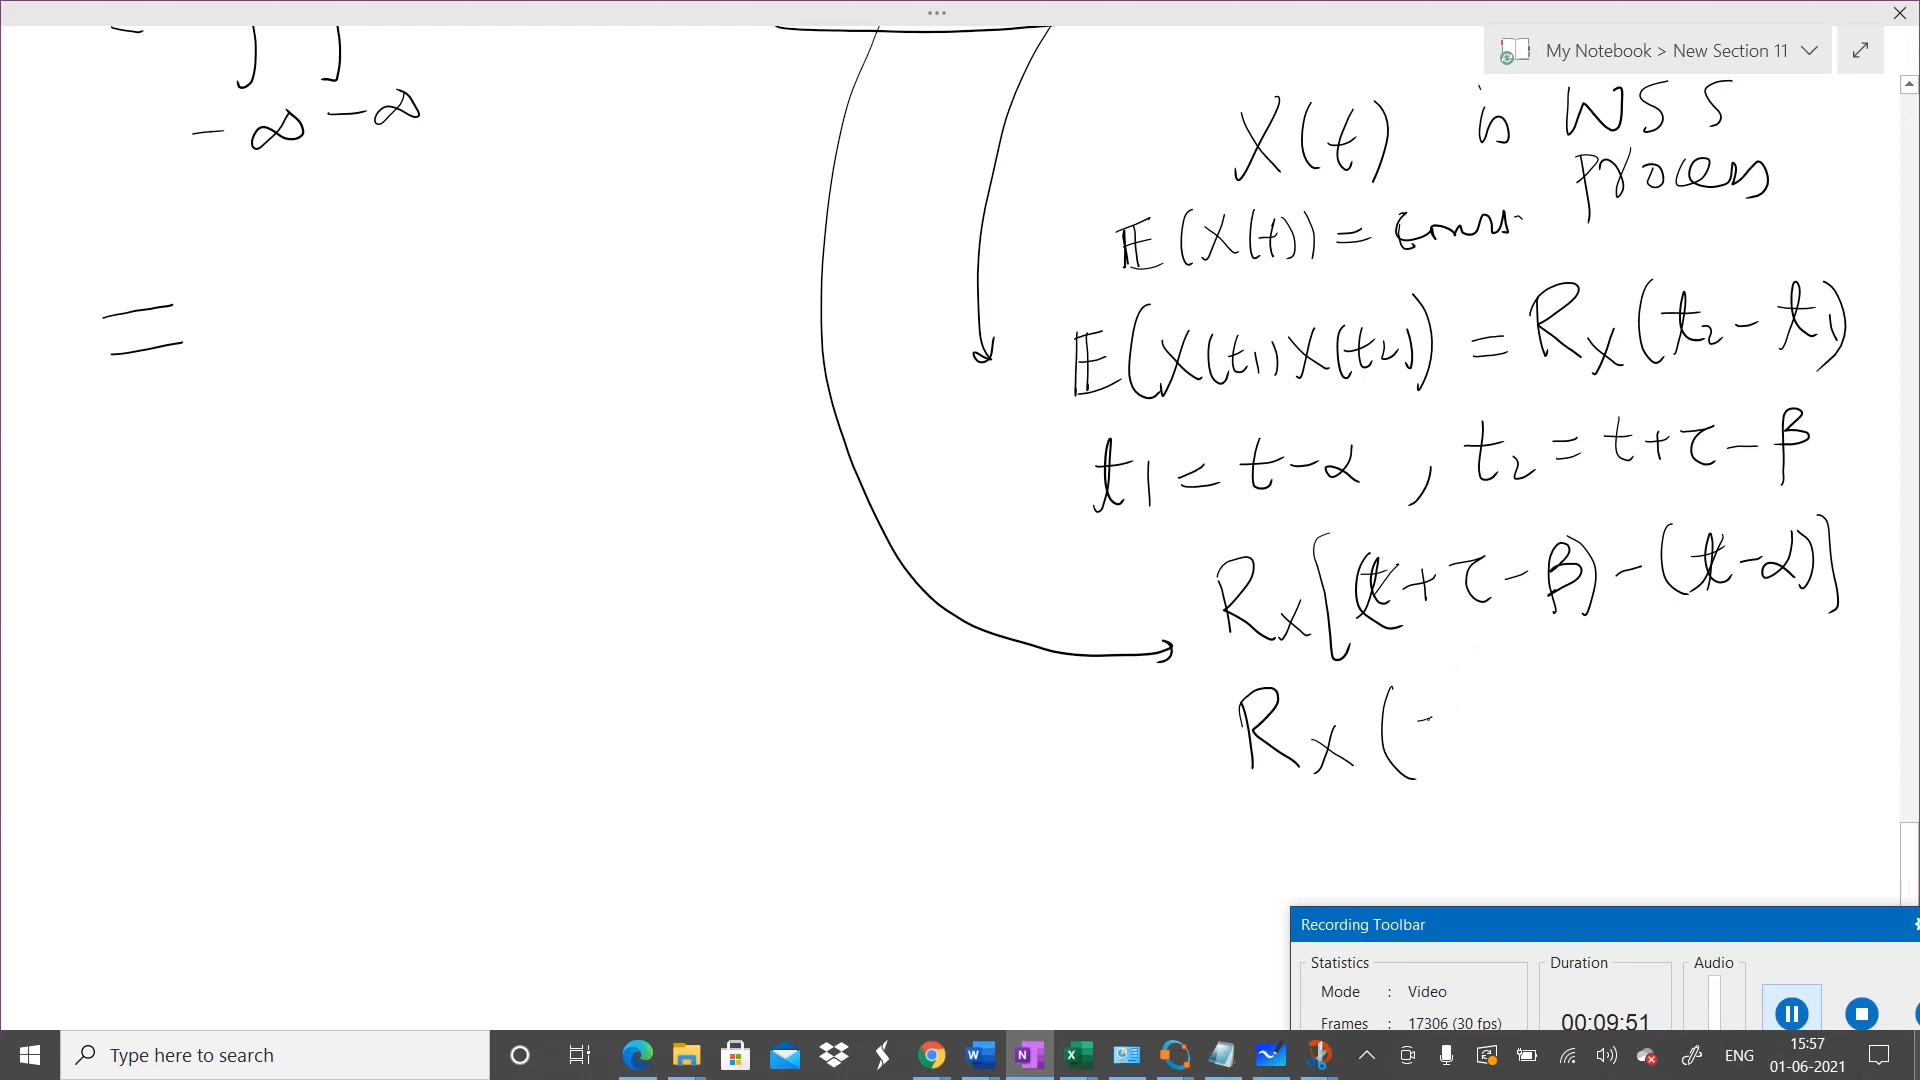 My Notebook > New Section 11
∫ ∫
-∞ -∞
X(t) is WSS
process
E(X(t)) = const.
=
E(X(t1)X(t2)) = RX(t2 - t1)
t1 = t-α , t2 = t+τ-β
RX[(t+τ-β)-(t-α)]
RX(
Recording Toolbar
Statistics Duration Audio
Mode : Video
Frames : 17306 (30 fps) 00:09:51
Type here to search
ENG
15:57
01-06-2021